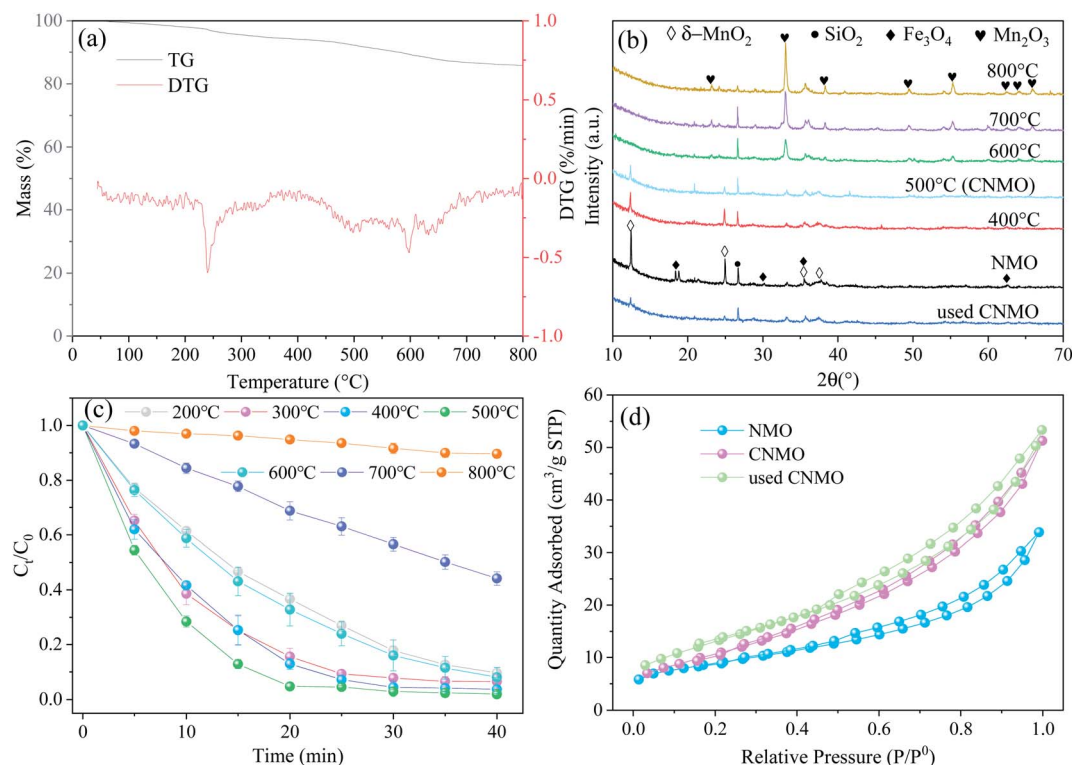 (a)
TG
DTG
100
80
60
40
20
0
Mass (%)
0 100 200 300 400 500 600 700 800
Temperature (°C)
1.0
0.5
0.0
-0.5
-1.0
DTG (%/min)
(b)
δ–MnO₂ SiO₂ Fe₃O₄ Mn₂O₃
800°C
700°C
600°C
500°C (CNMO)
400°C
NMO
used CNMO
Intensity (a.u.)
10 20 30 40 50 60 70
2θ(°)
(c)
200°C 300°C 400°C 500°C
600°C 700°C 800°C
1.0
0.8
0.6
0.4
0.2
0.0
Cₜ/C₀
0 10 20 30 40
Time (min)
(d)
NMO
CNMO
used CNMO
60
50
40
30
20
10
0
Quantity Adsorbed (cm³/g STP)
0.0 0.2 0.4 0.6 0.8 1.0
Relative Pressure (P/P⁰)